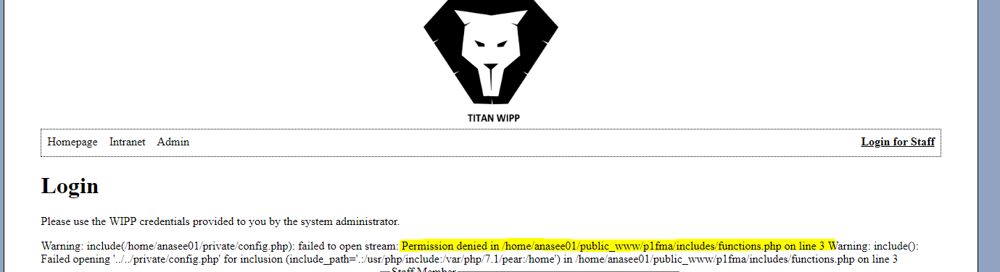 TITAN WIPP
Homepage Intranet Admin Login for Staff
Login
Please use the WIPP credentials provided to you by the system administrator.
Warning: include(/home/anasee01/private/config.php): failed to open stream: Permission denied in /home/anasee01/public_www/p1fma/includes/functions.php on line 3 Warning: include():
Failed opening '../../private/config.php' for inclusion (include_path='.:/usr/php/include:/var/php/7.1/pear:/home') in /home/anasee01/public_www/p1fma/includes/functions.php on line 3
Staff Member